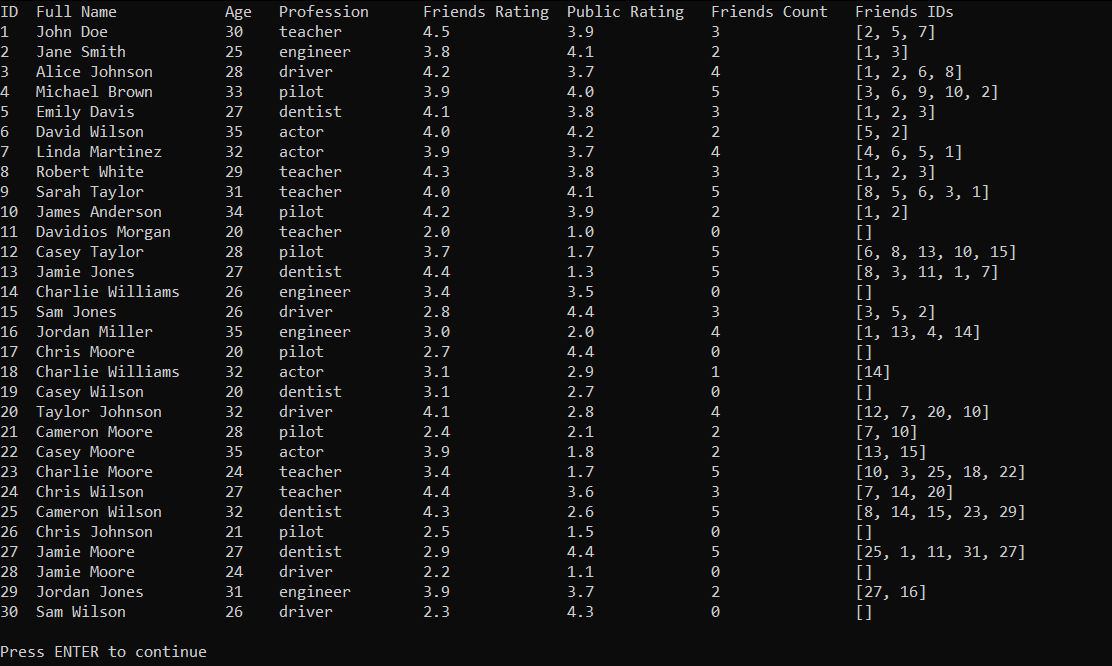 ID  Full Name            Age   Profession      Friends Rating  Public Rating   Friends Count   Friends IDs
1   John Doe             30    teacher         4.5             3.9             3               [2, 5, 7]
2   Jane Smith           25    engineer        3.8             4.1             2               [1, 3]
3   Alice Johnson        28    driver          4.2             3.7             4               [1, 2, 6, 8]
4   Michael Brown        33    pilot           3.9             4.0             5               [3, 6, 9, 10, 2]
5   Emily Davis          27    dentist         4.1             3.8             3               [1, 2, 3]
6   David Wilson         35    actor           4.0             4.2             2               [5, 2]
7   Linda Martinez       32    actor           3.9             3.7             4               [4, 6, 5, 1]
8   Robert White         29    teacher         4.3             3.8             3               [1, 2, 3]
9   Sarah Taylor         31    teacher         4.0             4.1             5               [8, 5, 6, 3, 1]
10  James Anderson       34    pilot           4.2             3.9             2               [1, 2]
11  Davidios Morgan      20    teacher         2.0             1.0             0               []
12  Casey Taylor         28    pilot           3.7             1.7             5               [6, 8, 13, 10, 15]
13  Jamie Jones          27    dentist         4.4             1.3             5               [8, 3, 11, 1, 7]
14  Charlie Williams     26    engineer        3.4             3.5             0               []
15  Sam Jones            26    driver          2.8             4.4             3               [3, 5, 2]
16  Jordan Miller        35    engineer        3.0             2.0             4               [1, 13, 4, 14]
17  Chris Moore          20    pilot           2.7             4.4             0               []
18  Charlie Williams     32    actor           3.1             2.9             1               [14]
19  Casey Wilson         20    dentist         3.1             2.7             0               []
20  Taylor Johnson       32    driver          4.1             2.8             4               [12, 7, 20, 10]
21  Cameron Moore        28    pilot           2.4             2.1             2               [7, 10]
22  Casey Moore          35    actor           3.9             1.8             2               [13, 15]
23  Charlie Moore        24    teacher         3.4             1.7             5               [10, 3, 25, 18, 22]
24  Chris Wilson         27    teacher         4.4             3.6             3               [7, 14, 20]
25  Cameron Wilson       32    dentist         4.3             2.6             5               [8, 14, 15, 23, 29]
26  Chris Johnson        21    pilot           2.5             1.5             0               []
27  Jamie Moore          27    dentist         2.9             4.4             5               [25, 1, 11, 31, 27]
28  Jamie Moore          24    driver          2.2             1.1             0               []
29  Jordan Jones         31    engineer        3.9             3.7             2               [27, 16]
30  Sam Wilson           26    driver          2.3             4.3             0               []
Press ENTER to continue